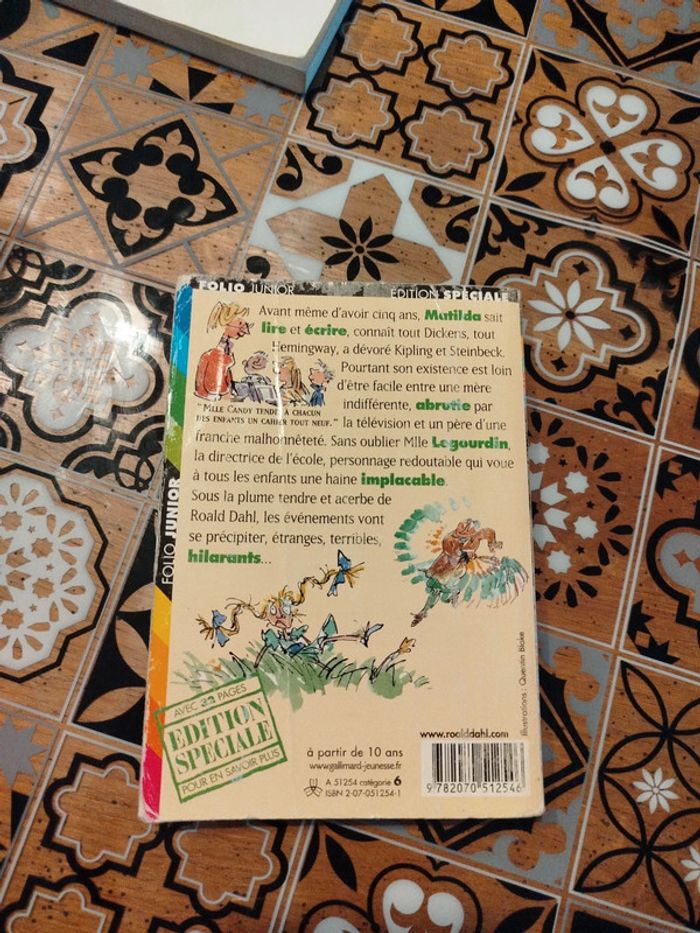 FOLIO JUNIOR
ÉDITION SPÉCIALE
Avant même d'avoir cinq ans, Matilda sait
lire et écrire, connaît tout Dickens, tout
Hemingway, a dévoré Kipling et Steinbeck.
Pourtant son existence est loin
d'être facile entre une mère
indifférente, abrutie par
"MLLE CANDY TENDIT À CHACUN
DES ENFANTS UN CAHIER TOUT NEUF."
la télévision et un père d'une
franche malhonnêteté. Sans oublier Mlle Legourdin,
la directrice de l'école, personnage redoutable qui voue
à tous les enfants une haine implacable.
Sous la plume tendre et acerbe de
Roald Dahl, les événements vont
se précipiter, étranges, terribles,
hilarants...
FOLIO JUNIOR
Illustrations : Quentin Blake
AVEC 32 PAGES
EDITION
SPÉCIALE
POUR EN SAVOIR PLUS
à partir de 10 ans
www.gallimard-jeunesse.fr
A 51254 catégorie 6
ISBN 2-07-051254-1
www.roalddahl.com
9 782070 512546